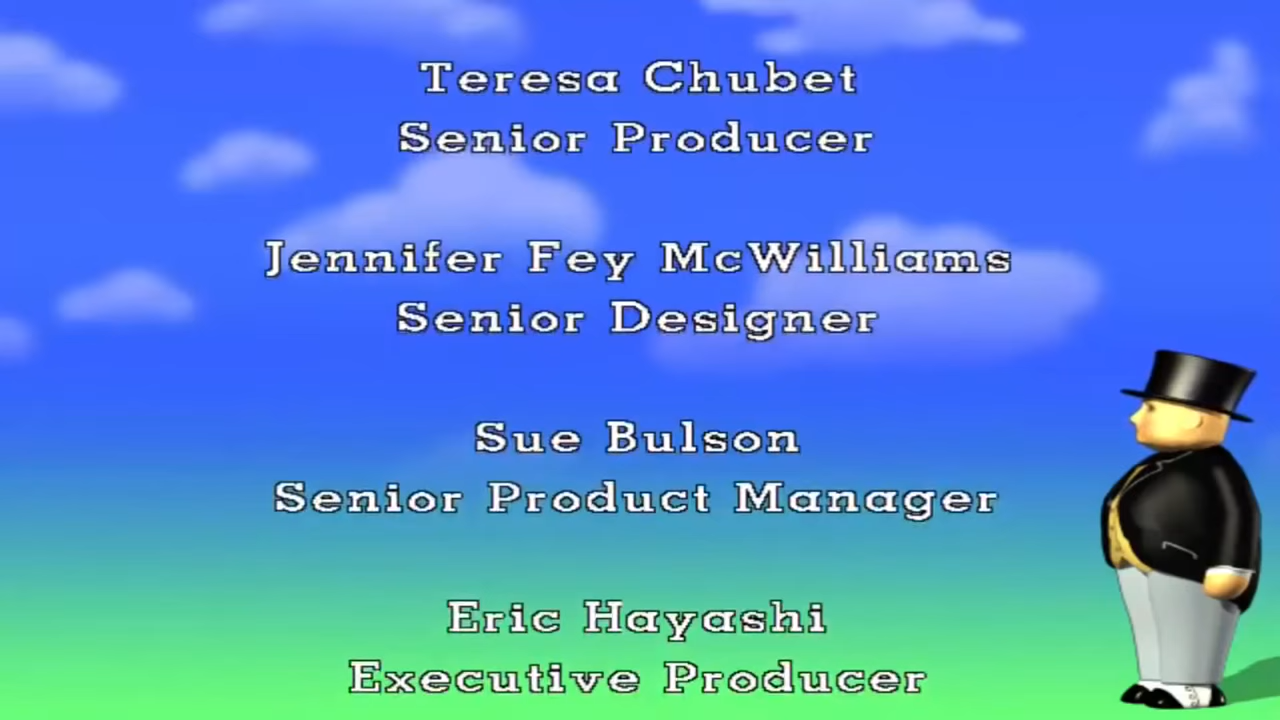 Teresa Chubet
Senior Producer
Jennifer Fey McWilliams
Senior Designer
Sue Bulson
Senior Product Manager
Eric Hayashi
Executive Producer